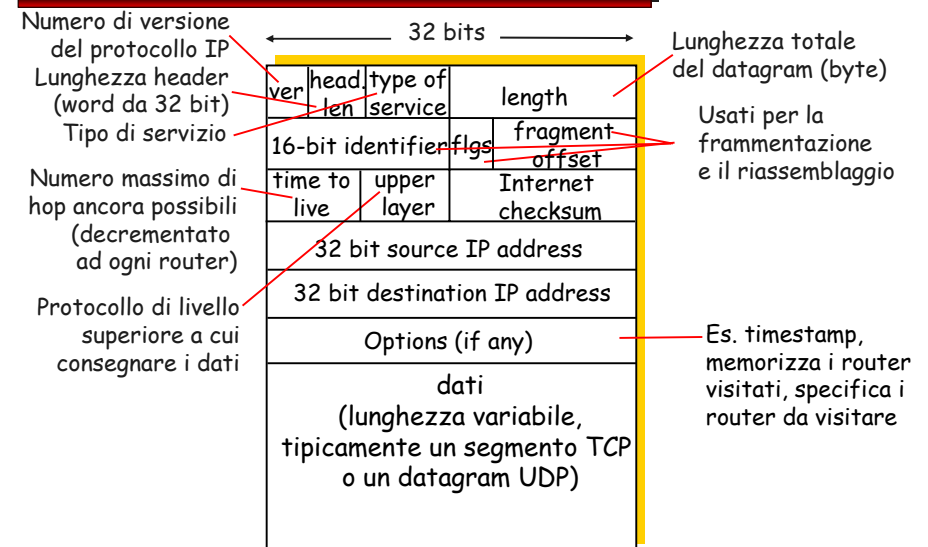 Numero di versione
del protocollo IP
Lunghezza header
(word da 32 bit)
Tipo di servizio
Numero massimo di
hop ancora possibili
(decrementato
ad ogni router)
Protocollo di livello
superiore a cui
consegnare i dati
32 bits
ver
head.
len
type of
service
length
16-bit identifier
flgs
fragment
offset
time to
live
upper
layer
Internet
checksum
32 bit source IP address
32 bit destination IP address
Options (if any)
dati
(lunghezza variabile,
tipicamente un segmento TCP
o un datagram UDP)
Lunghezza totale
del datagram (byte)
Usati per la
frammentazione
e il riassemblaggio
Es. timestamp,
memorizza i router
visitati, specifica i
router da visitare